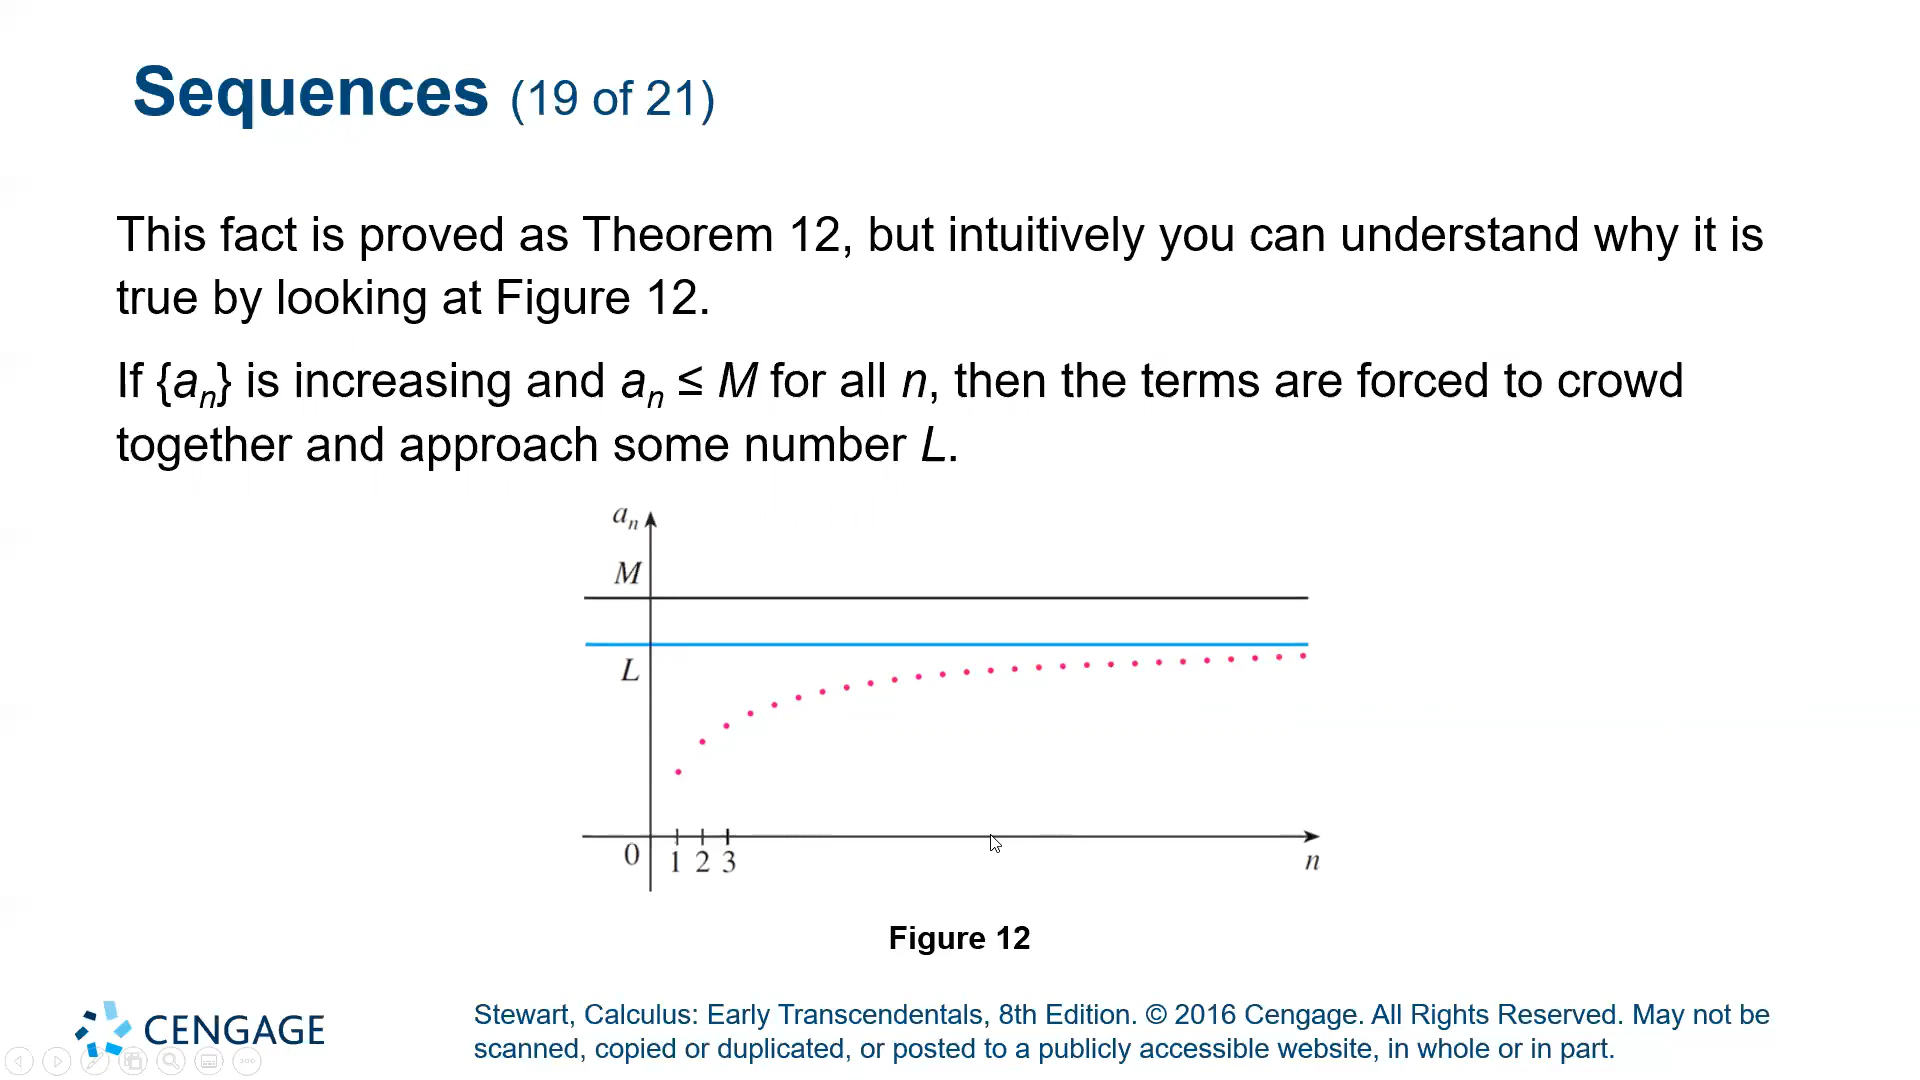 Sequences (19 of 21)
This fact is proved as Theorem 12, but intuitively you can understand why it is
true by looking at Figure 12.
If {aₙ} is increasing and aₙ ≤ M for all n, then the terms are forced to crowd
together and approach some number L.
aₙ
M
L
0 1 2 3 n
Figure 12
CENGAGE
Stewart, Calculus: Early Transcendentals, 8th Edition. © 2016 Cengage. All Rights Reserved. May not be
scanned, copied or duplicated, or posted to a publicly accessible website, in whole or in part.